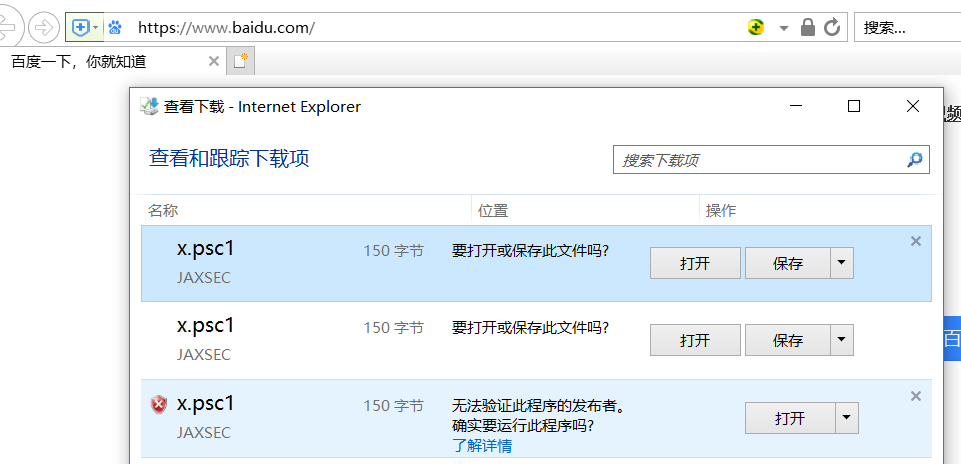 https://www.baidu.com/
搜索...
百度一下，你就知道
查看下载 - Internet Explorer
查看和跟踪下载项
搜索下载项
名称 位置 操作
x.psc1 150 字节 要打开或保存此文件吗? 打开 保存
JAXSEC
x.psc1 150 字节 要打开或保存此文件吗? 打开 保存
JAXSEC
x.psc1 150 字节 无法验证此程序的发布者。 打开
确实要运行此程序吗?
JAXSEC
了解详情
频
百